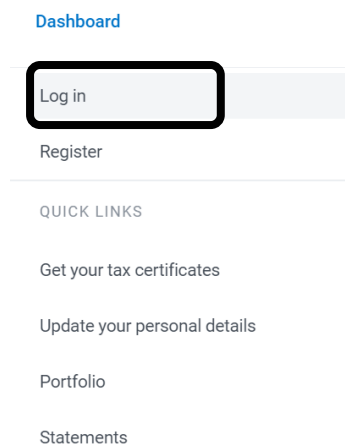 Dashboard
Log in
Register
QUICK LINKS
Get your tax certificates
Update your personal details
Portfolio
Statements